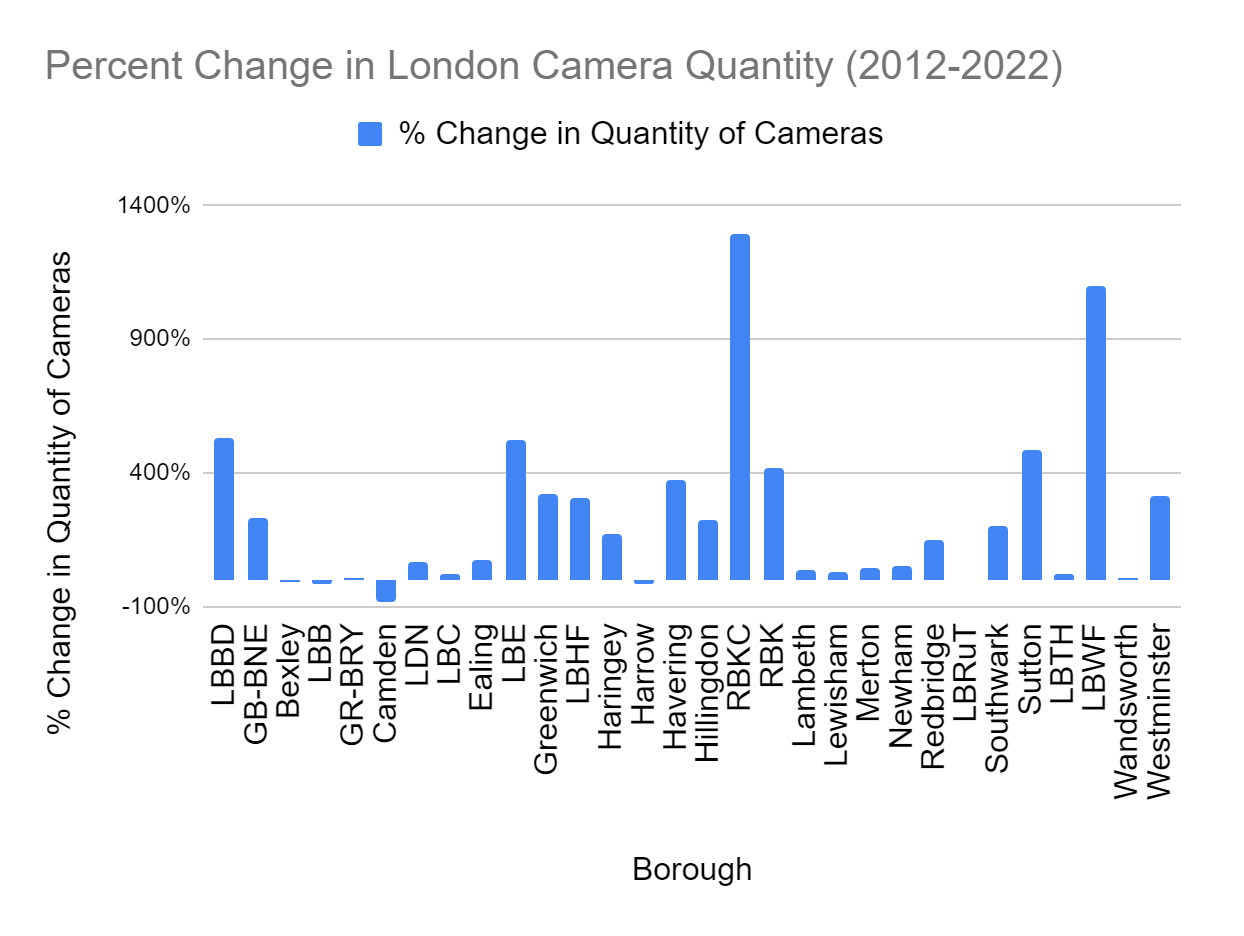 Percent Change in London Camera Quantity (2012-2022)
% Change in Quantity of Cameras
% Change in Quantity of Cameras
1400%
900%
400%
-100%
LBBD
GB-BNE
Bexley
LBB
GR-BRY
Camden
LDN
LBC
Ealing
LBE
Greenwich
LBHF
Haringey
Harrow
Havering
Hillingdon
RBKC
RBK
Lambeth
Lewisham
Merton
Newham
Redbridge
LBRuT
Southwark
Sutton
LBTH
LBWF
Wandsworth
Westminster
Borough